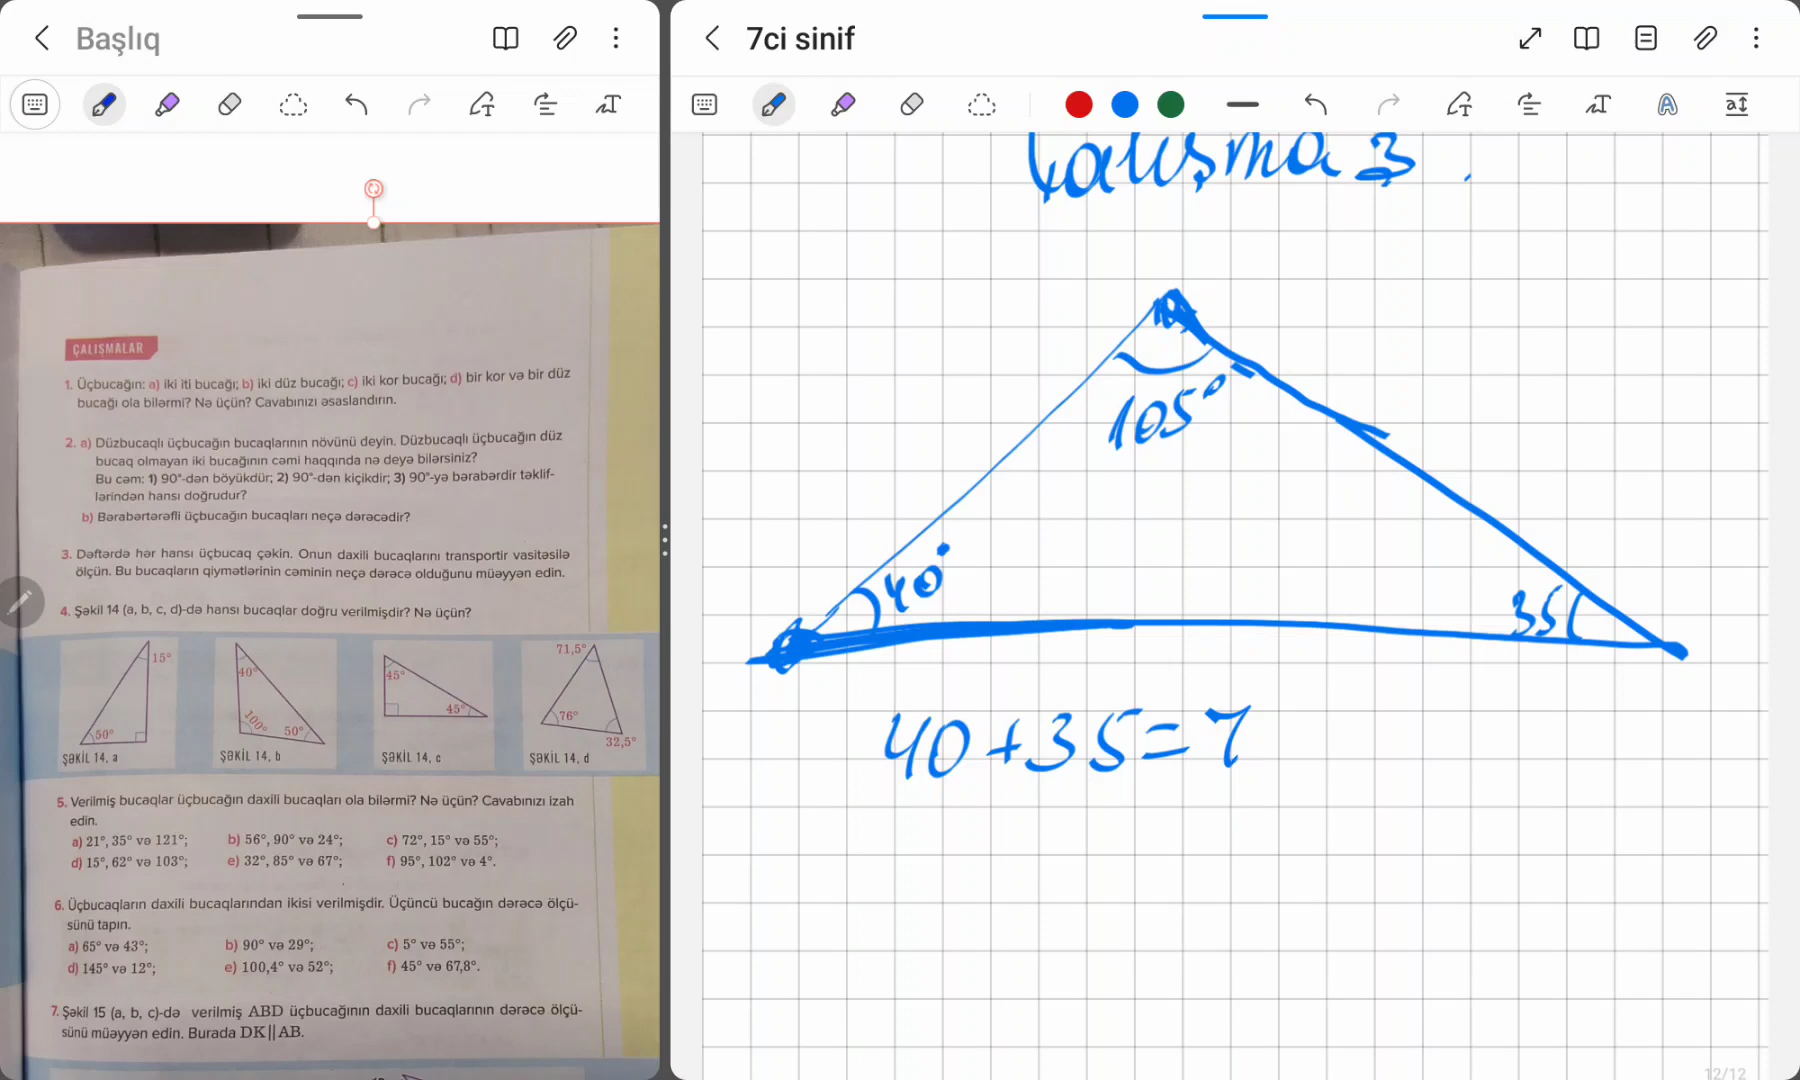 Başlıq
ÇALIŞMALAR
1. Üçbucağın: a) iki iti bucağı; b) iki düz bucağı; c) iki kor bucağı; d) bir kor və bir düz
bucağı ola bilərmi? Nə üçün? Cavabınızı əsaslandırın.
2. a) Düzbucaqlı üçbucağın bucaqlarının növünü deyin. Düzbucaqlı üçbucağın düz
bucaq olmayan iki bucağının cəmi haqqında nə deyə bilərsiniz?
Bu cəm: 1) 90°-dən böyükdür; 2) 90°-dən kiçikdir; 3) 90°-yə bərabərdir təklif-
lərindən hansı doğrudur?
b) Bərabərtərəfli üçbucağın bucaqları neçə dərəcədir?
3. Dəftərdə hər hansı üçbucaq çəkin. Onun daxili bucaqlarını transportir vasitəsilə
ölçün. Bu bucaqların qiymətlərinin cəminin neçə dərəcə olduğunu müəyyən edin.
4. Şəkil 14 (a, b, c, d)-də hansı bucaqlar doğru verilmişdir? Nə üçün?
15°
50°
ŞƏKİL 14, a
40°
100°
50°
ŞƏKİL 14, b
45°
45°
ŞƏKİL 14, c
71,5°
76°
32,5°
ŞƏKİL 14, d
5. Verilmiş bucaqlar üçbucağın daxili bucaqları ola bilərmi? Nə üçün? Cavabınızı izah
edin.
a) 21°, 35° və 121°; b) 56°, 90° və 24°; c) 72°, 15° və 55°;
d) 15°, 62° və 103°; e) 32°, 85° və 67°; f) 95°, 102° və 4°.
6. Üçbucaqların daxili bucaqlarından ikisi verilmişdir. Üçüncü bucağın dərəcə ölçü-
sünü tapın.
a) 65° və 43°; b) 90° və 29°; c) 5° və 55°;
d) 145° və 12°; e) 100,4° və 52°; f) 45° və 67,8°.
7. Şəkil 15 (a, b, c)-də verilmiş ABD üçbucağının daxili bucaqlarının dərəcə ölçü-
sünü müəyyən edin. Burada DK || AB.
7ci sinif
Çalışma 3.
105°
40°
35
40+35=7
12/12